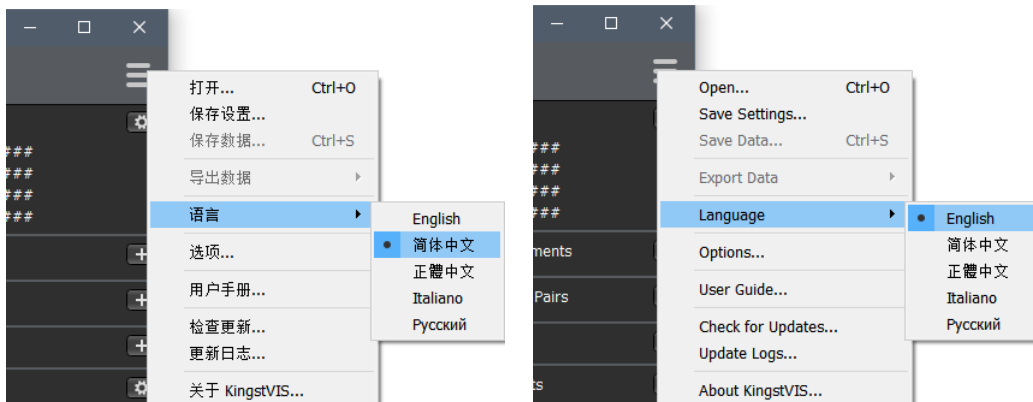 打开... Ctrl+O
保存设置...
保存数据... Ctrl+S
导出数据
语言
选项...
用户手册...
检查更新...
更新日志...
关于 KingstVIS...
English
简体中文
正體中文
Italiano
Русский
###
###
###
###
Open... Ctrl+O
Save Settings...
Save Data... Ctrl+S
Export Data
Language
Options...
User Guide...
Check for Updates...
Update Logs...
About KingstVIS...
English
简体中文
正體中文
Italiano
Русский
###
###
###
###
ments
Pairs
ts